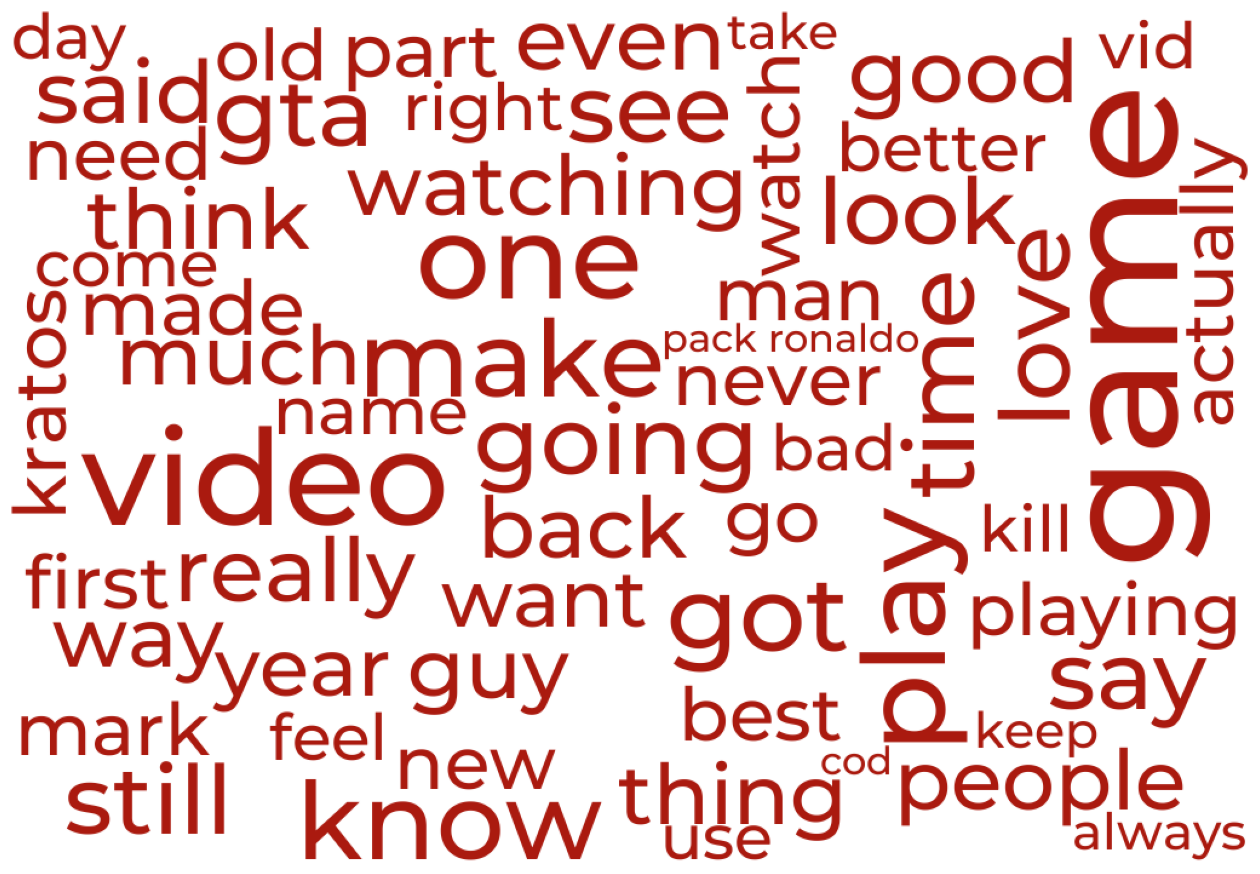 day
old
part
even
take
good
vid
said
gta
right
see
watch
better
game
need
watching
look
actually
think
one
love
come
man
time
kratos
made
much
make
pack ronaldo
never
name
going
bad
video
back
go
play
kill
first
really
want
got
playing
way
year
guy
say
mark
feel
new
best
keep
cod
still
know
thing
people
use
always